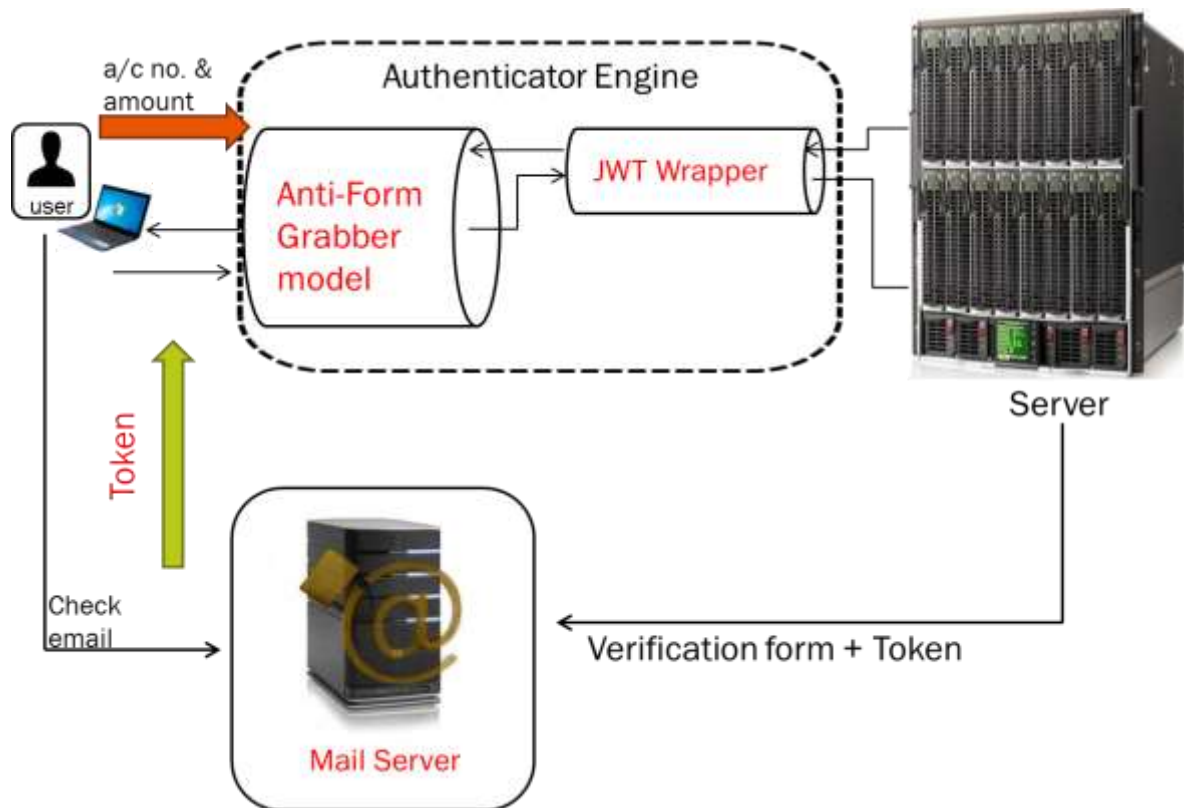 a/c no. &
amount
Authenticator Engine
user
Anti-Form
Grabber
model
JWT Wrapper
Server
Token
Check
email
Verification form + Token
Mail Server